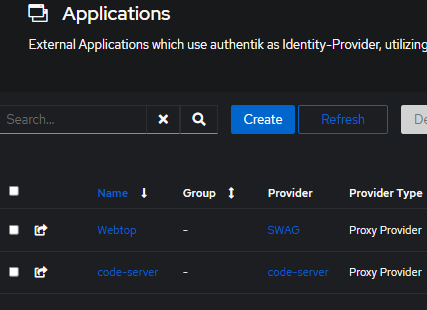 Applications
External Applications which use authentik as Identity-Provider, utilizing
Search...
Create
Refresh
De
Name Group Provider Provider Type
Webtop - SWAG Proxy Provider
code-server - code-server Proxy Provider